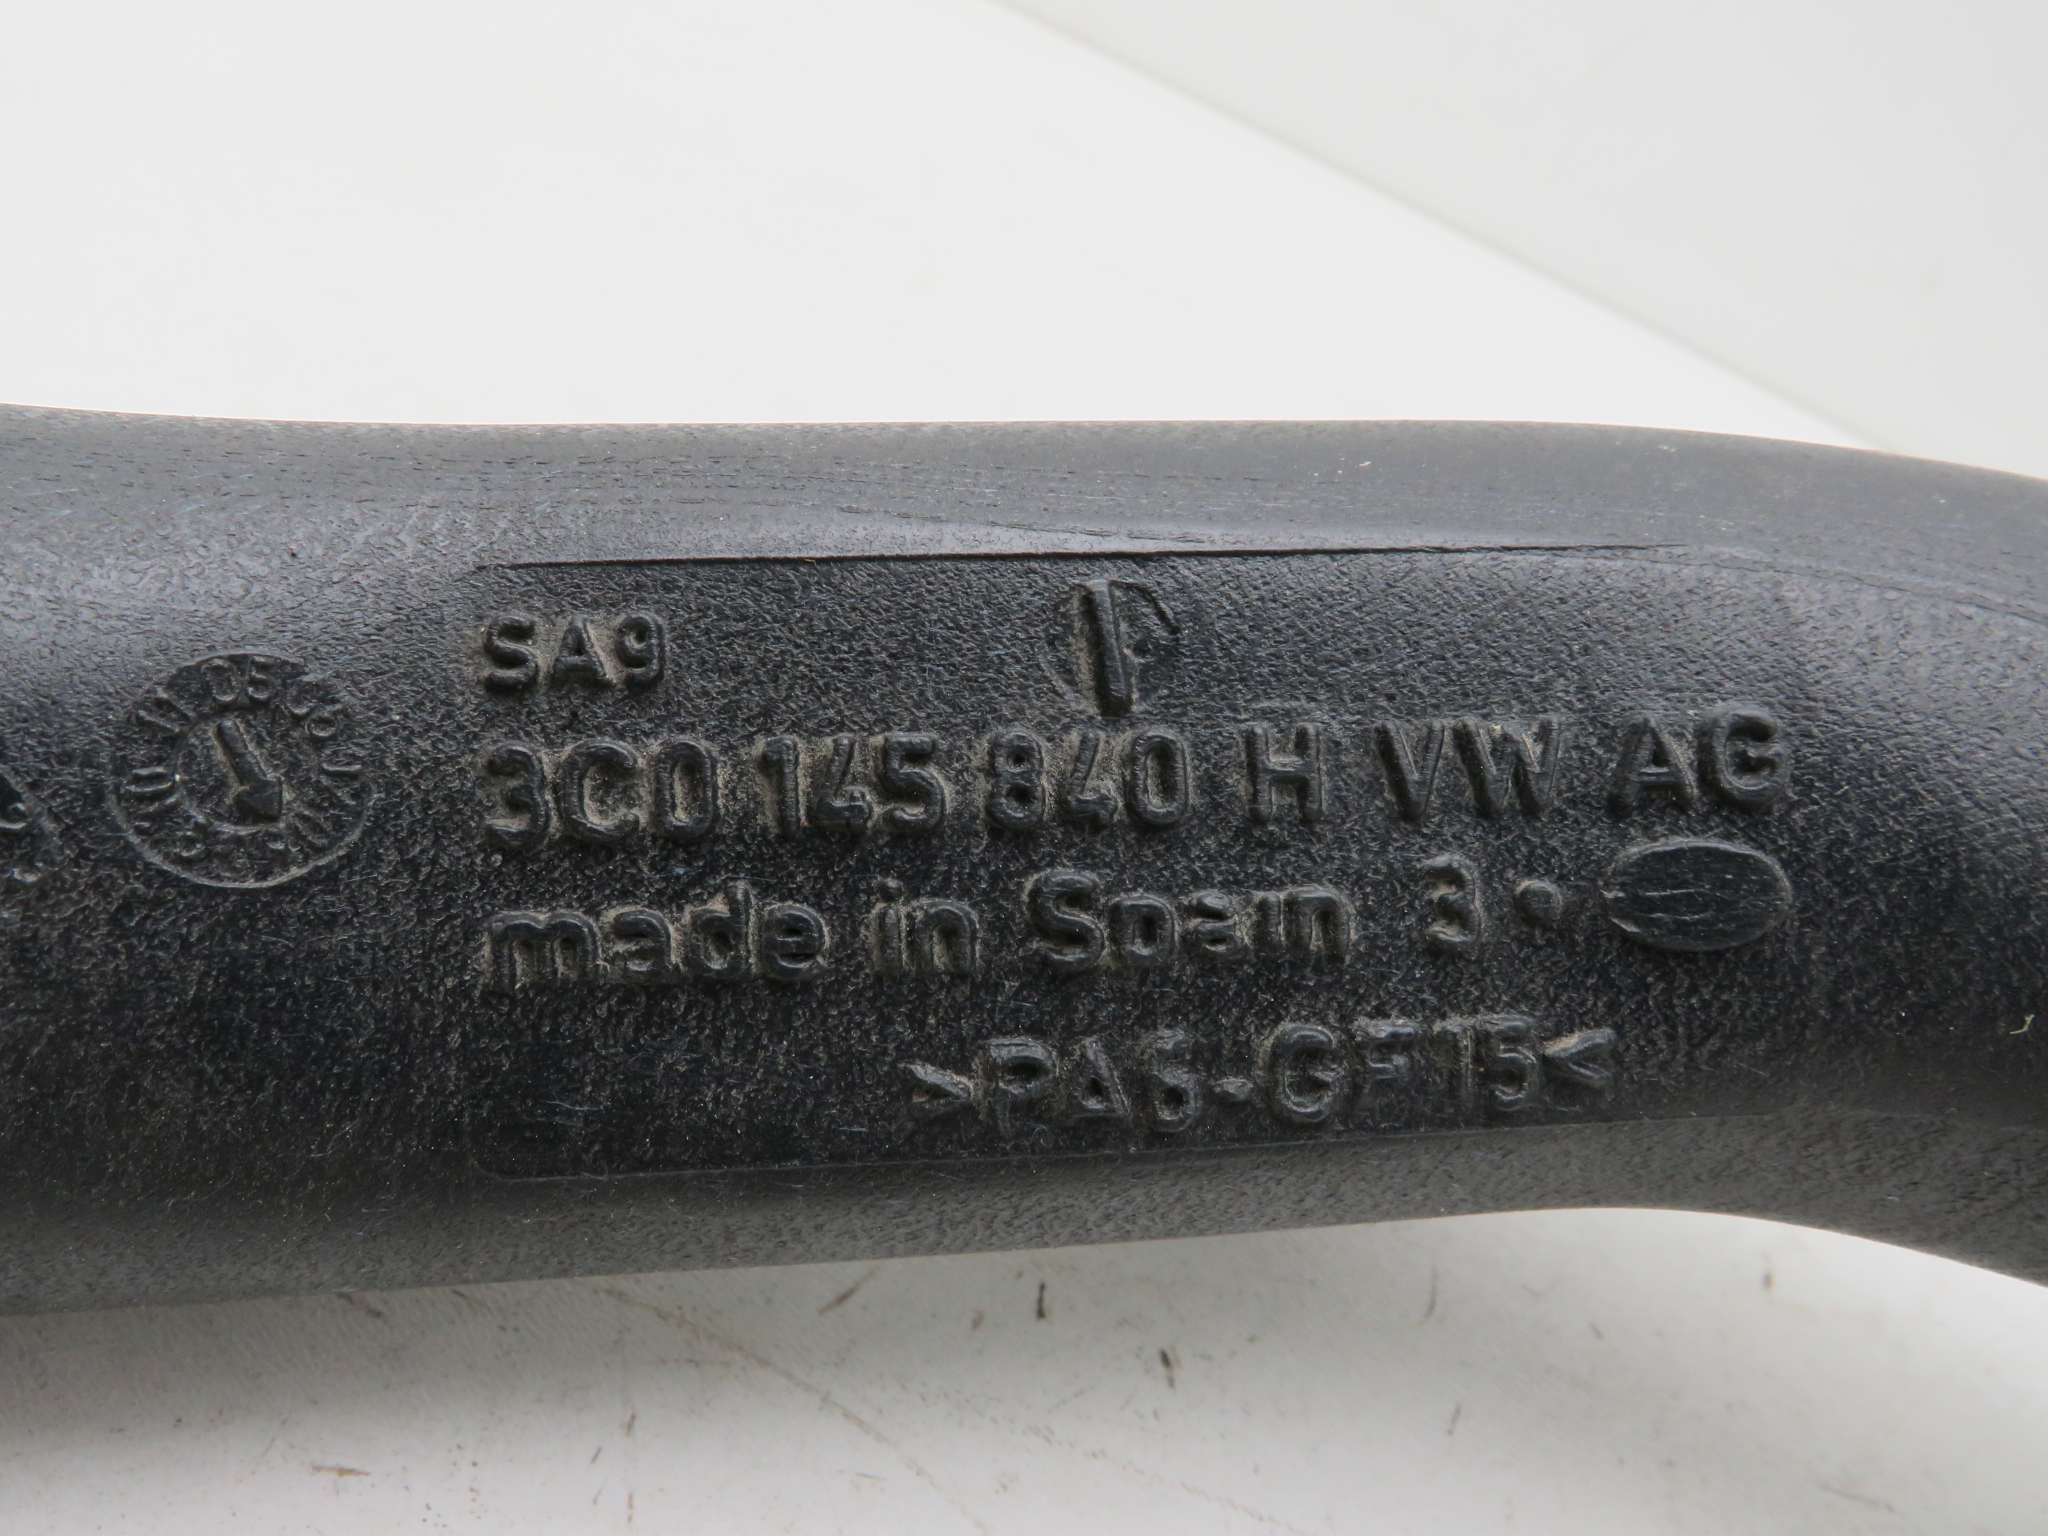 SA9
3C0 145 840 H VW AG
made in Spain 3
>PA6-GF15<